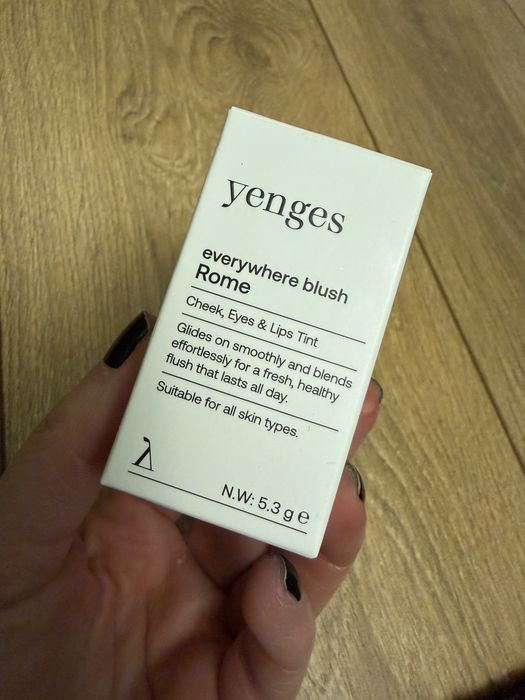 yenges
everywhere blush
Rome
Cheek, Eyes & Lips Tint
Glides on smoothly and blends
effortlessly for a fresh, healthy
flush that lasts all day.
Suitable for all skin types.
λ
N.W: 5.3 g ℮